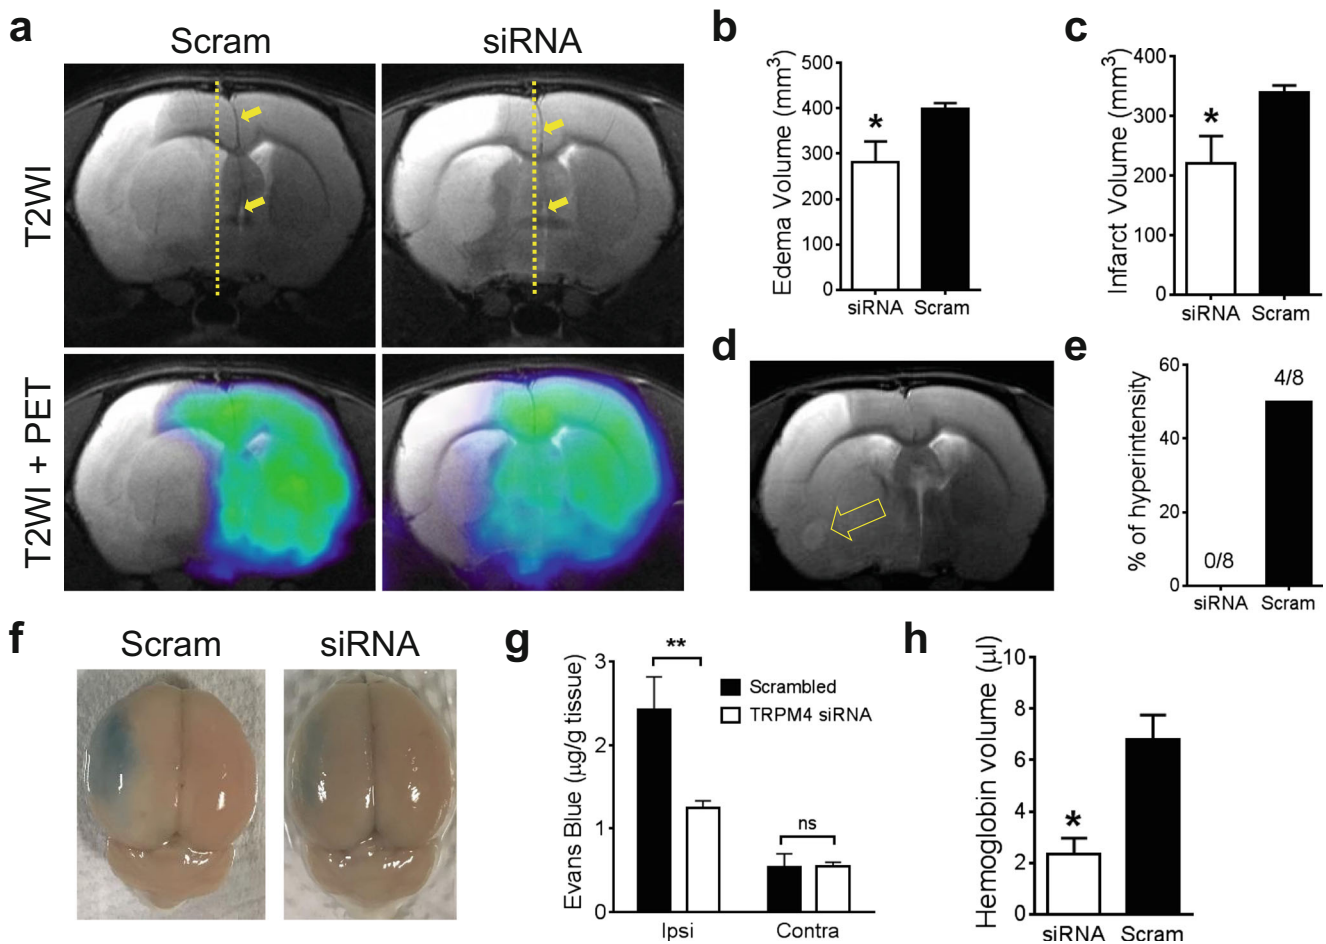 a
Scram
siRNA
T2WI
T2WI + PET
b
Edema Volume (mm³)
500
400
300
200
100
0
*
siRNA
Scram
c
Infarct Volume (mm³)
400
300
200
100
0
*
siRNA
Scram
d
e
% of hyperintensity
60
40
20
0
0/8
4/8
siRNA
Scram
f
Scram
siRNA
g
Evans Blue (µg/g tissue)
3
2
1
0
**
ns
Scrambled
TRPM4 siRNA
Ipsi
Contra
h
Hemoglobin volume (µl)
10
8
6
4
2
0
*
siRNA
Scram